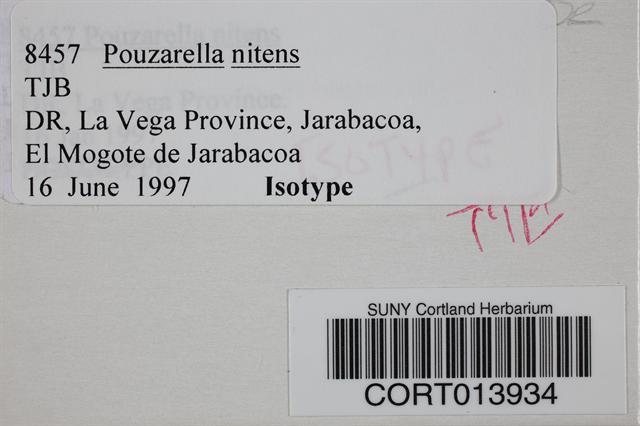 8457 Pouzarella nitens
TJB
DR, La Vega Province, Jarabacoa,
El Mogote de Jarabacoa
16 June 1997 Isotype
ISOTYPE
SUNY Cortland Herbarium
CORT013934